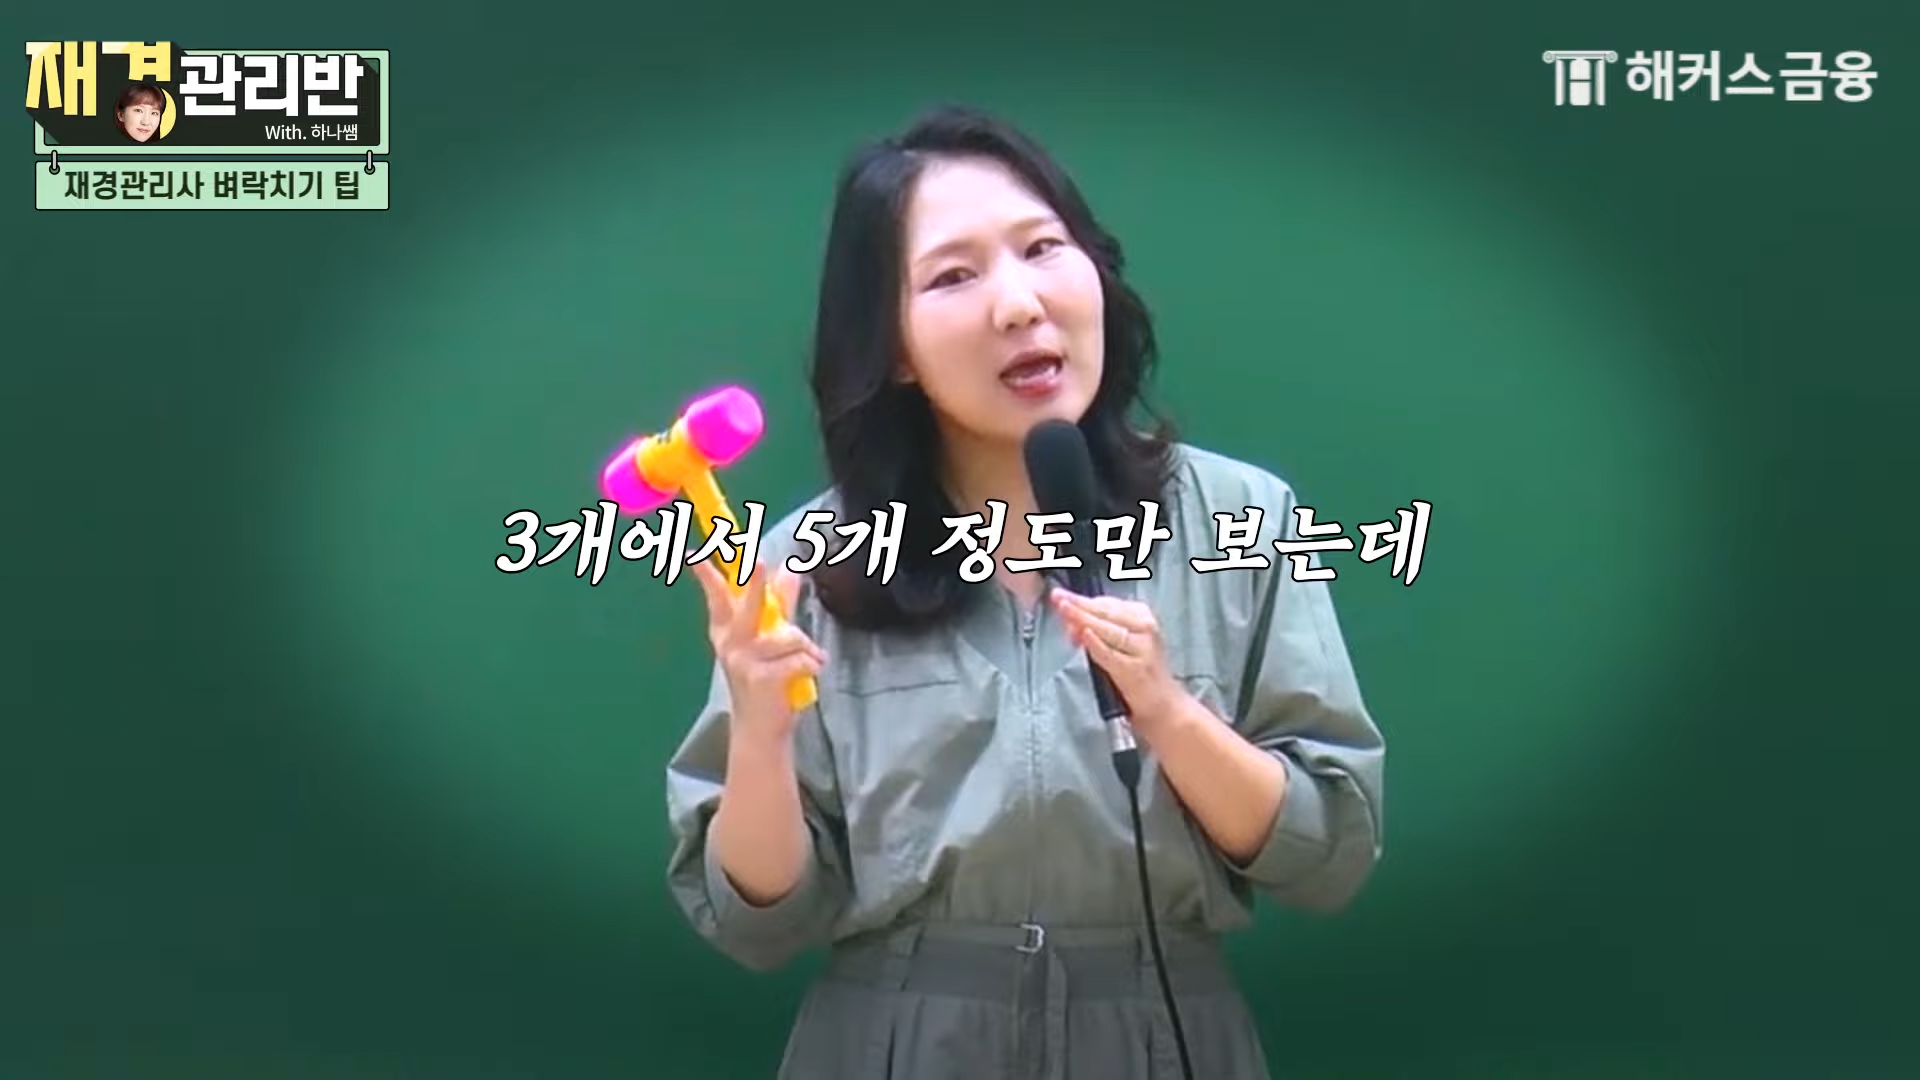 재경관리반
With. 하나쌤
재경관리사 벼락치기 팁
해커스금융
3개에서 5개 정도만 보는데